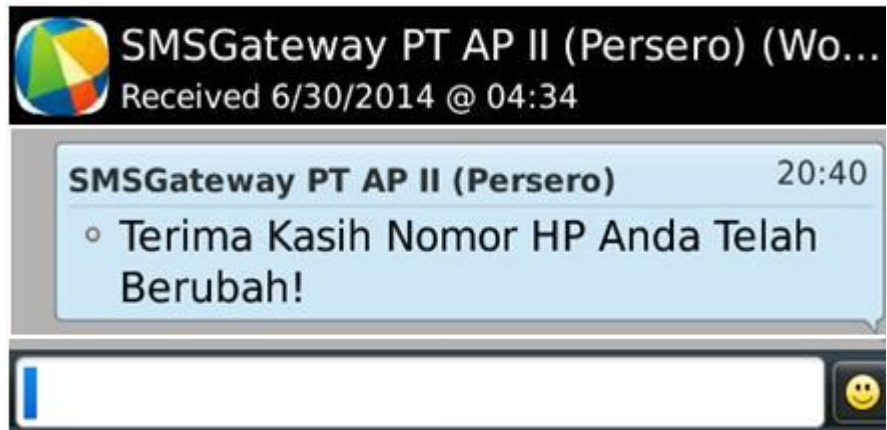 SMSGateway PT AP II (Persero) (Wo...
Received 6/30/2014 @ 04:34
SMSGateway PT AP II (Persero) 20:40
Terima Kasih Nomor HP Anda Telah
Berubah!